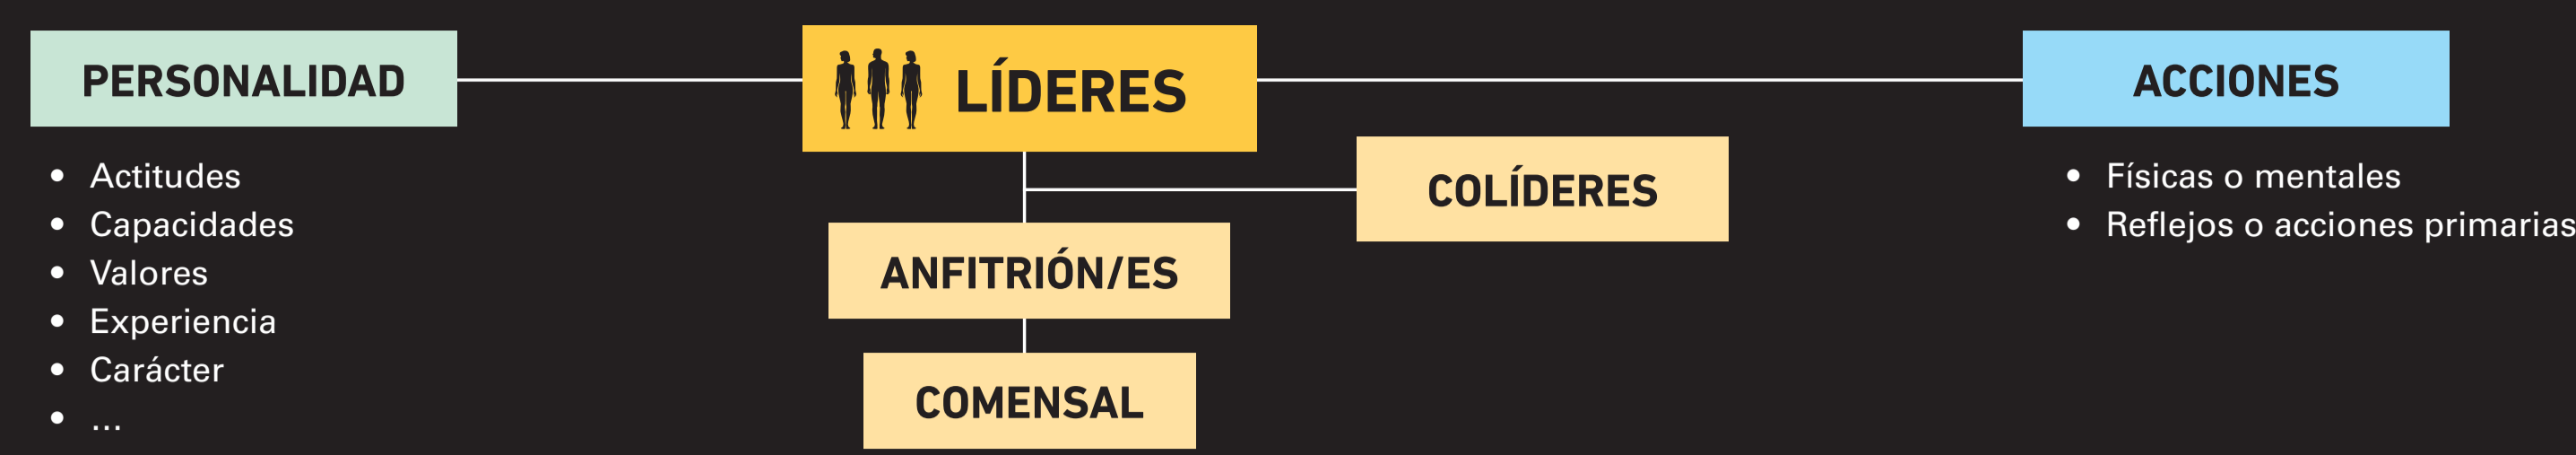 PERSONALIDAD
• Actitudes
• Capacidades
• Valores
• Experiencia
• Carácter
• ...
LÍDERES
COLÍDERES
ANFITRIÓN/ES
COMENSAL
ACCIONES
• Físicas o mentales
• Reflejos o acciones primarias